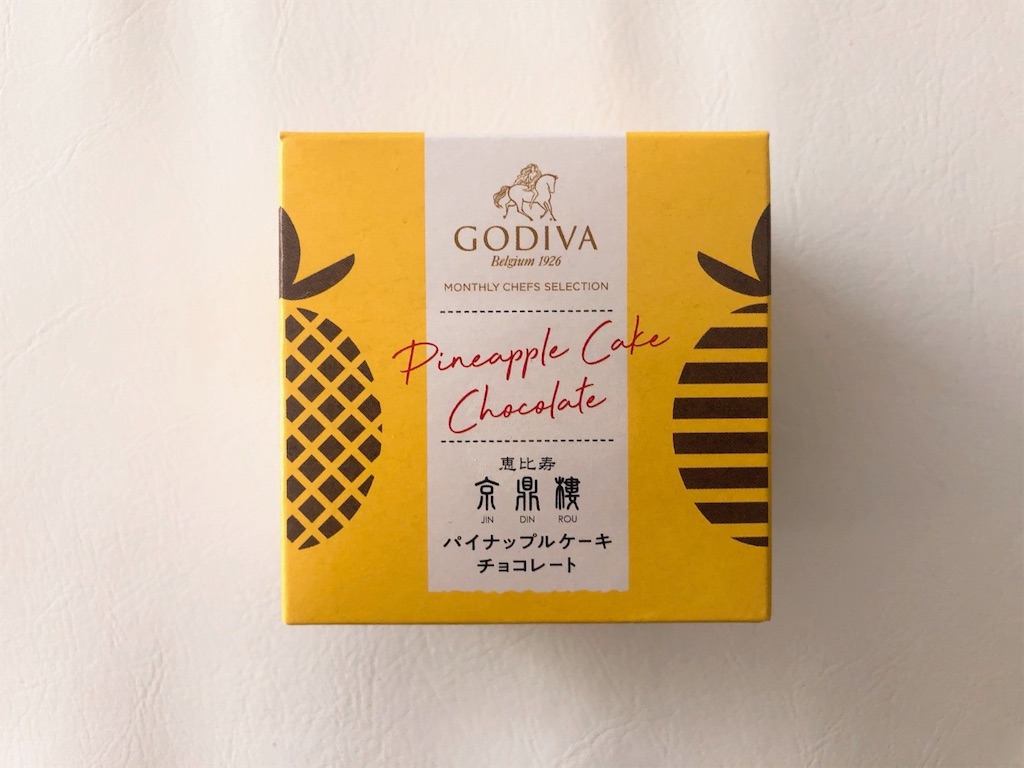 GODIVA
Belgium 1926
MONTHLY CHEFS SELECTION
Pineapple Cake
Chocolate
恵比寿
京鼎樓
JIN DIN ROU
パイナップルケーキ
チョコレート